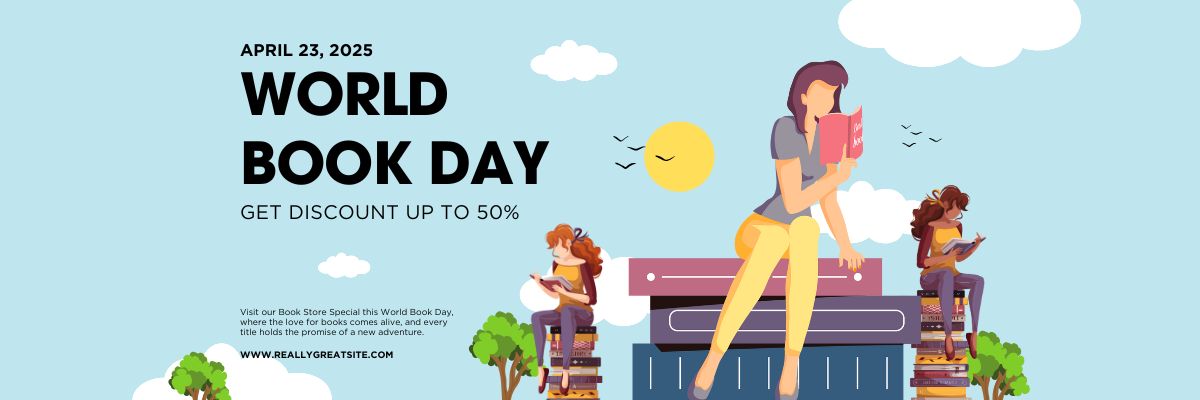 APRIL 23, 2025
WORLD
BOOK DAY
GET DISCOUNT UP TO 50%
Visit our Book Store Special this World Book Day,
where the love for books comes alive, and every
title holds the promise of a new adventure.
WWW.REALLYGREATSITE.COM